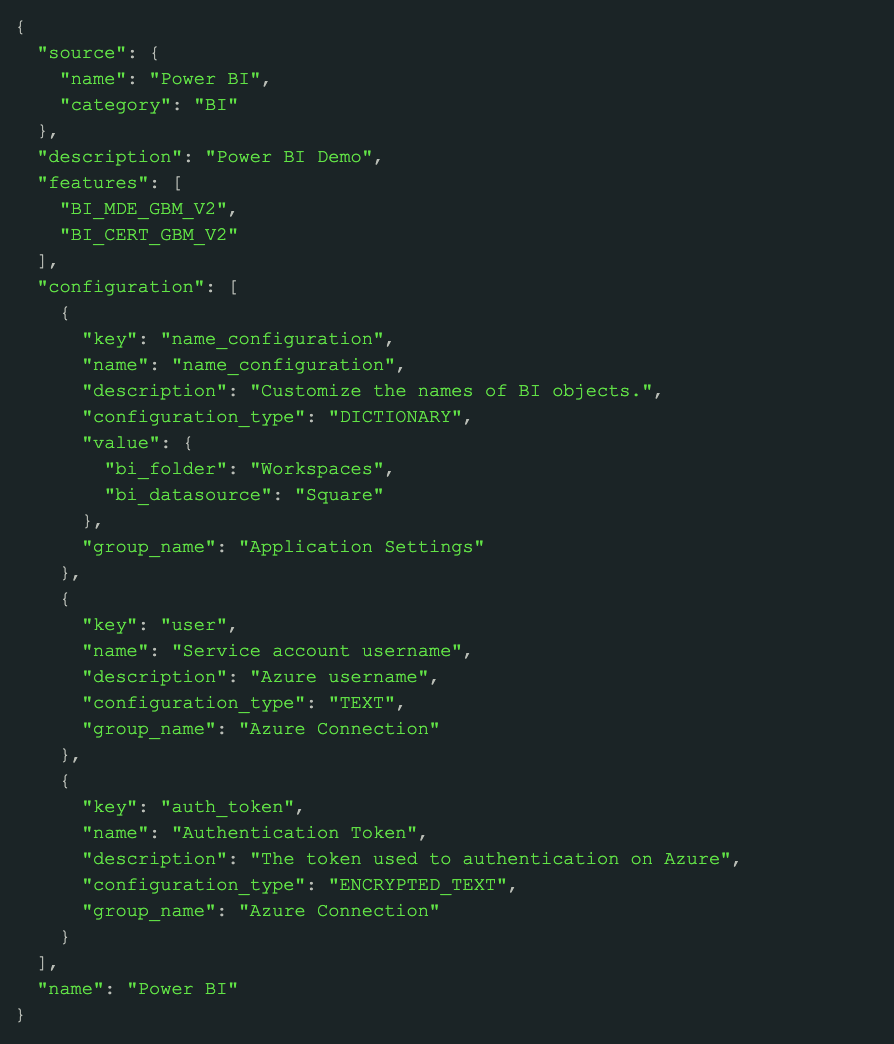 {
  "source": {
    "name": "Power BI",
    "category": "BI"
  },
  "description": "Power BI Demo",
  "features": [
    "BI_MDE_GBM_V2",
    "BI_CERT_GBM_V2"
  ],
  "configuration": [
    {
      "key": "name_configuration",
      "name": "name_configuration",
      "description": "Customize the names of BI objects.",
      "configuration_type": "DICTIONARY",
      "value": {
        "bi_folder": "Workspaces",
        "bi_datasource": "Square"
      },
      "group_name": "Application Settings"
    },
    {
      "key": "user",
      "name": "Service account username",
      "description": "Azure username",
      "configuration_type": "TEXT",
      "group_name": "Azure Connection"
    },
    {
      "key": "auth_token",
      "name": "Authentication Token",
      "description": "The token used to authentication on Azure",
      "configuration_type": "ENCRYPTED_TEXT",
      "group_name": "Azure Connection"
    }
  ],
  "name": "Power BI"
}